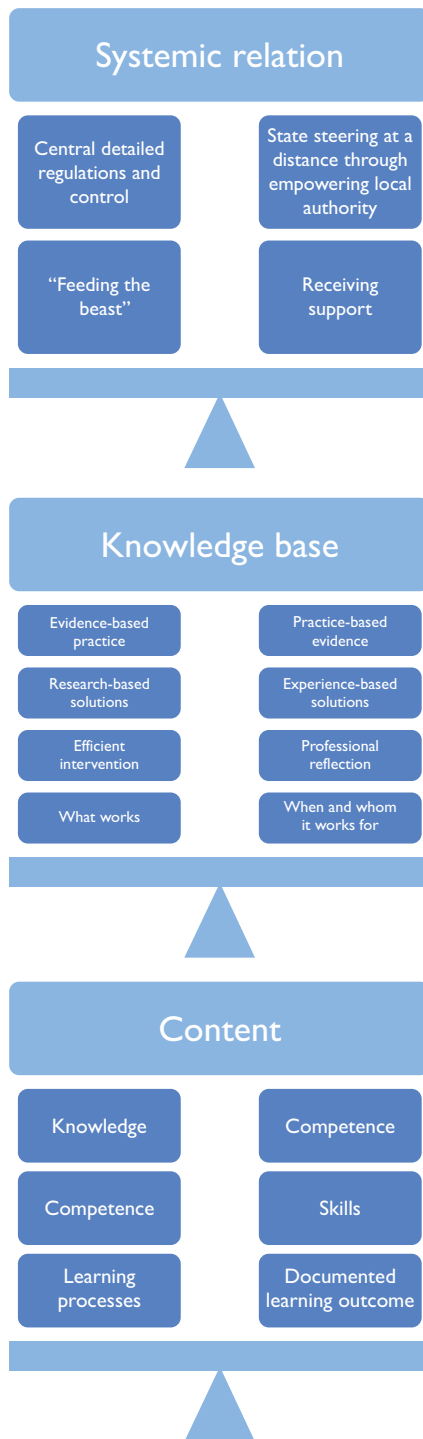 Systemic relation
Central detailed
regulations and
control
State steering at a
distance through
empowering local
authority
“Feeding the
beast”
Receiving
support
Knowledge base
Evidence-based
practice
Practice-based
evidence
Research-based
solutions
Experience-based
solutions
Efficient
intervention
Professional
reflection
What works
When and whom
it works for
Content
Knowledge
Competence
Competence
Skills
Learning
processes
Documented
learning outcome